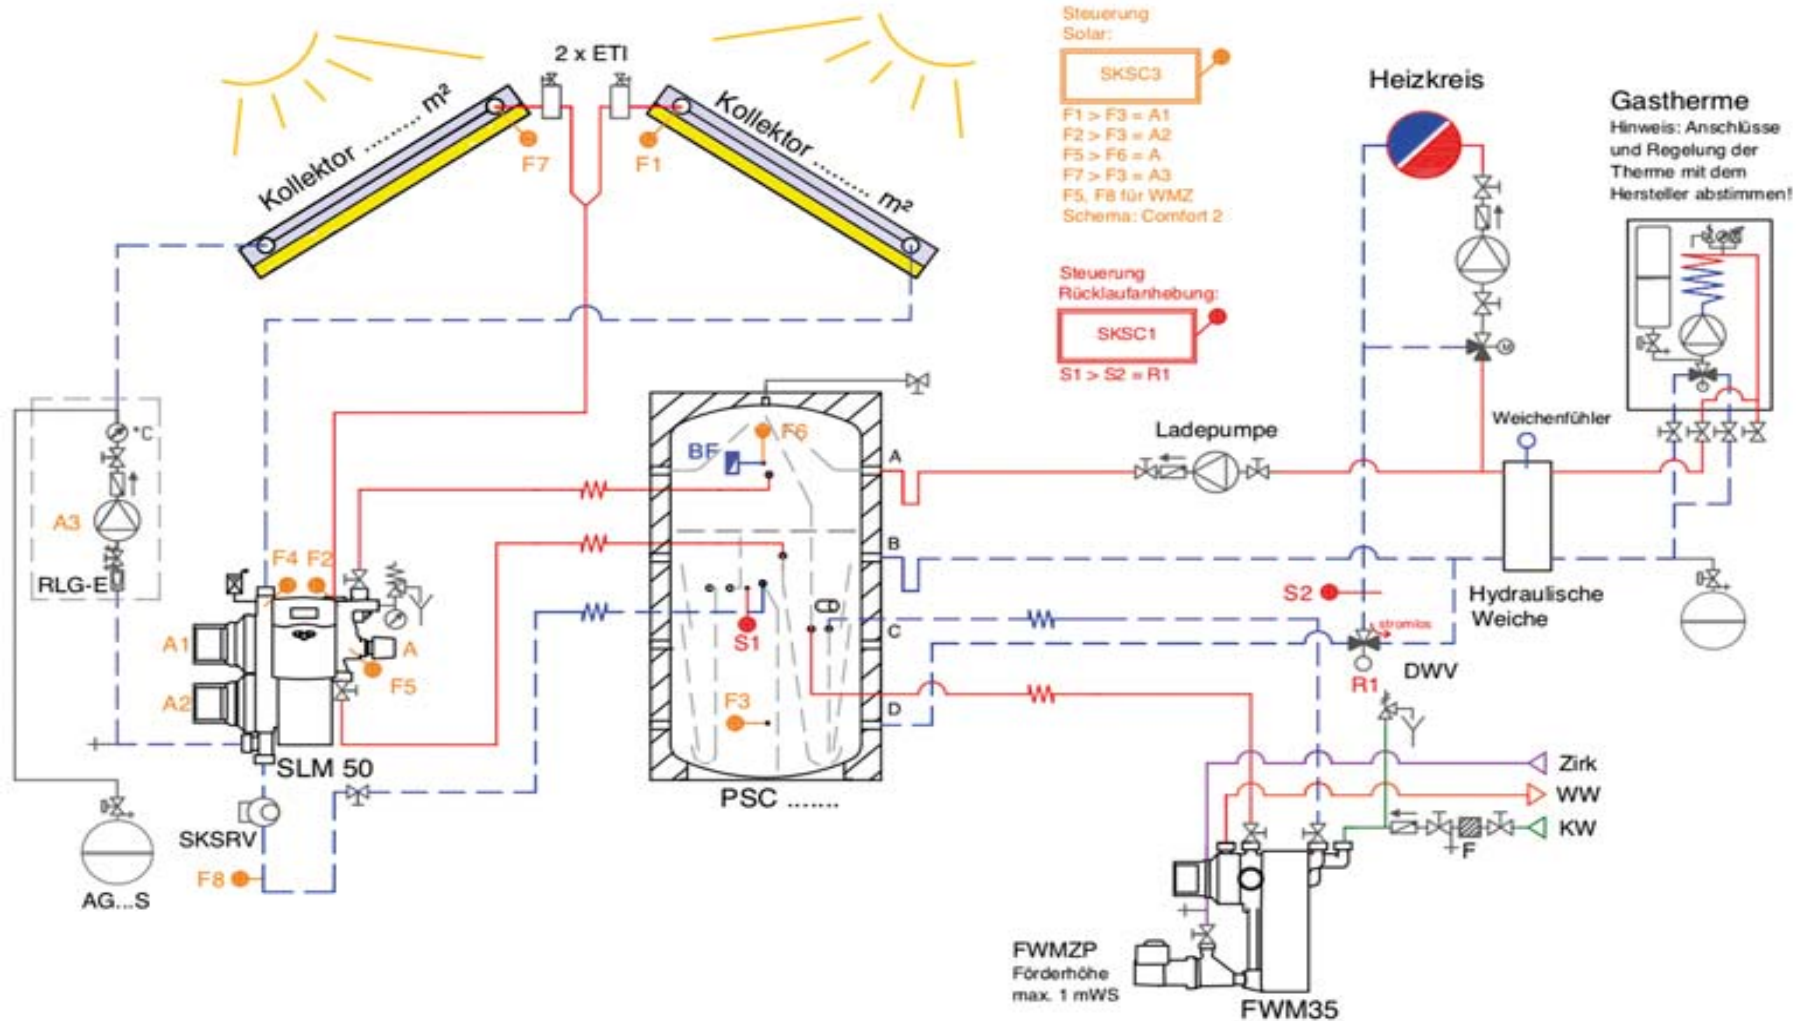 2 x ETI
Kollektor ........ m²
Kollektor ........ m²
F7
F1
Steuerung
Solar:
SKSC3
F1 > F3 = A1
F2 > F3 = A2
F5 > F6 = A
F7 > F3 = A3
F5, F8 für WMZ
Schema: Comfort 2
Steuerung
Rücklaufanhebung:
SKSC1
S1 > S2 = R1
Heizkreis
M
Gastherme
Hinweis: Anschlüsse
und Regelung der
Therme mit dem
Hersteller abstimmen!
Weichenfühler
Ladepumpe
Hydraulische
Weiche
°C
A3
RLG-E
F4 F2
A1
A2
A
F5
SLM 50
SKSRV
F8
AG...S
BF
F6
S1
F3
A
B
C
D
PSC .......
S2
stromlos
DWV
R1
Zirk
WW
KW
F
FWMZP
Förderhöhe
max. 1 mWS
FWM35